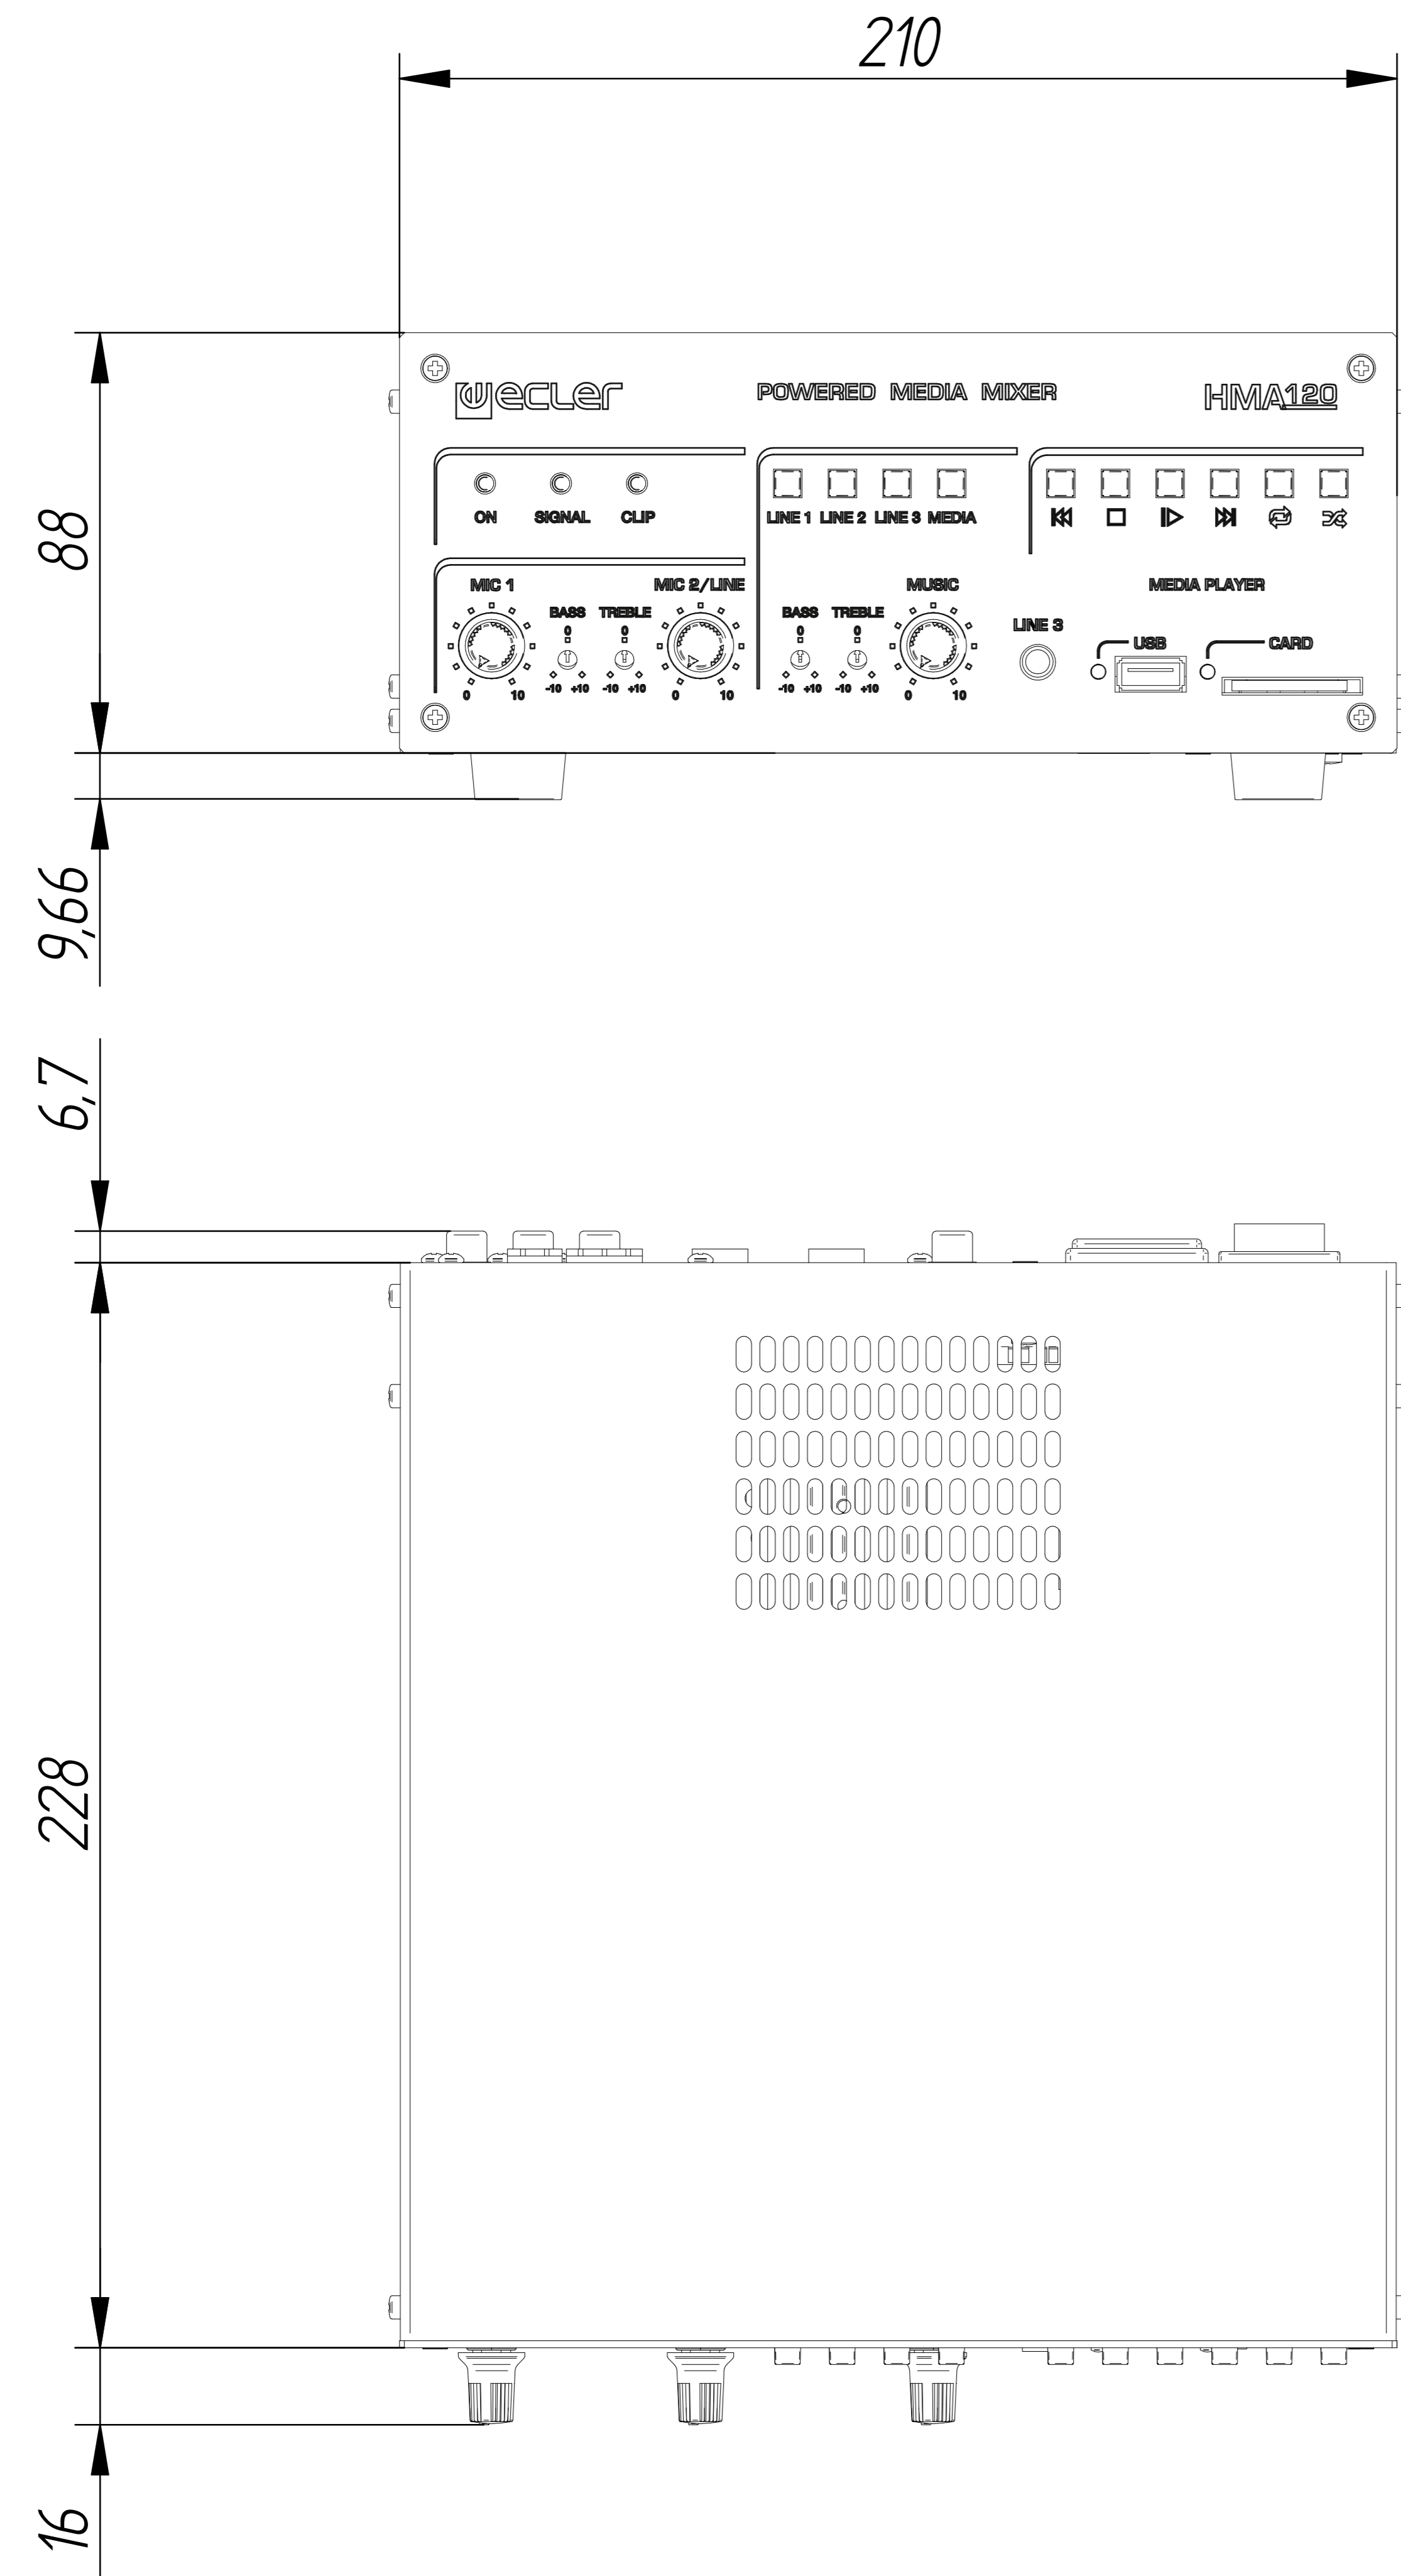 210
ecler POWERED MEDIA MIXER HMA120
ON SIGNAL CLIP LINE 1 LINE 2 LINE 3 MEDIA
88
MIC 1 MIC 2/LINE MUSIC MEDIA PLAYER
BASS TREBLE BASS TREBLE LINE 3
0 0 0 0 USB CARD
-10 +10 -10 +10 -10 +10 -10 +10
0 10 0 10 0 10
9,66
6,7
228
16